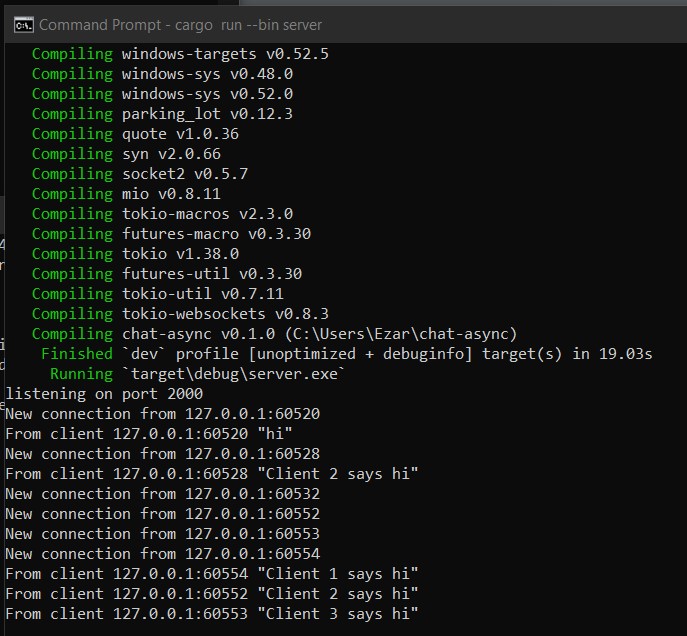 Command Prompt - cargo run --bin server
Compiling windows-targets v0.52.5
Compiling windows-sys v0.48.0
Compiling windows-sys v0.52.0
Compiling parking_lot v0.12.3
Compiling quote v1.0.36
Compiling syn v2.0.66
Compiling socket2 v0.5.7
Compiling mio v0.8.11
Compiling tokio-macros v2.3.0
Compiling futures-macro v0.3.30
Compiling tokio v1.38.0
Compiling futures-util v0.3.30
Compiling tokio-util v0.7.11
Compiling tokio-websockets v0.8.3
Compiling chat-async v0.1.0 (C:\Users\Ezar\chat-async)
Finished `dev` profile [unoptimized + debuginfo] target(s) in 19.03s
Running `target\debug\server.exe`
listening on port 2000
New connection from 127.0.0.1:60520
From client 127.0.0.1:60520 "hi"
New connection from 127.0.0.1:60528
From client 127.0.0.1:60528 "Client 2 says hi"
New connection from 127.0.0.1:60532
New connection from 127.0.0.1:60552
New connection from 127.0.0.1:60553
New connection from 127.0.0.1:60554
From client 127.0.0.1:60554 "Client 1 says hi"
From client 127.0.0.1:60552 "Client 2 says hi"
From client 127.0.0.1:60553 "Client 3 says hi"